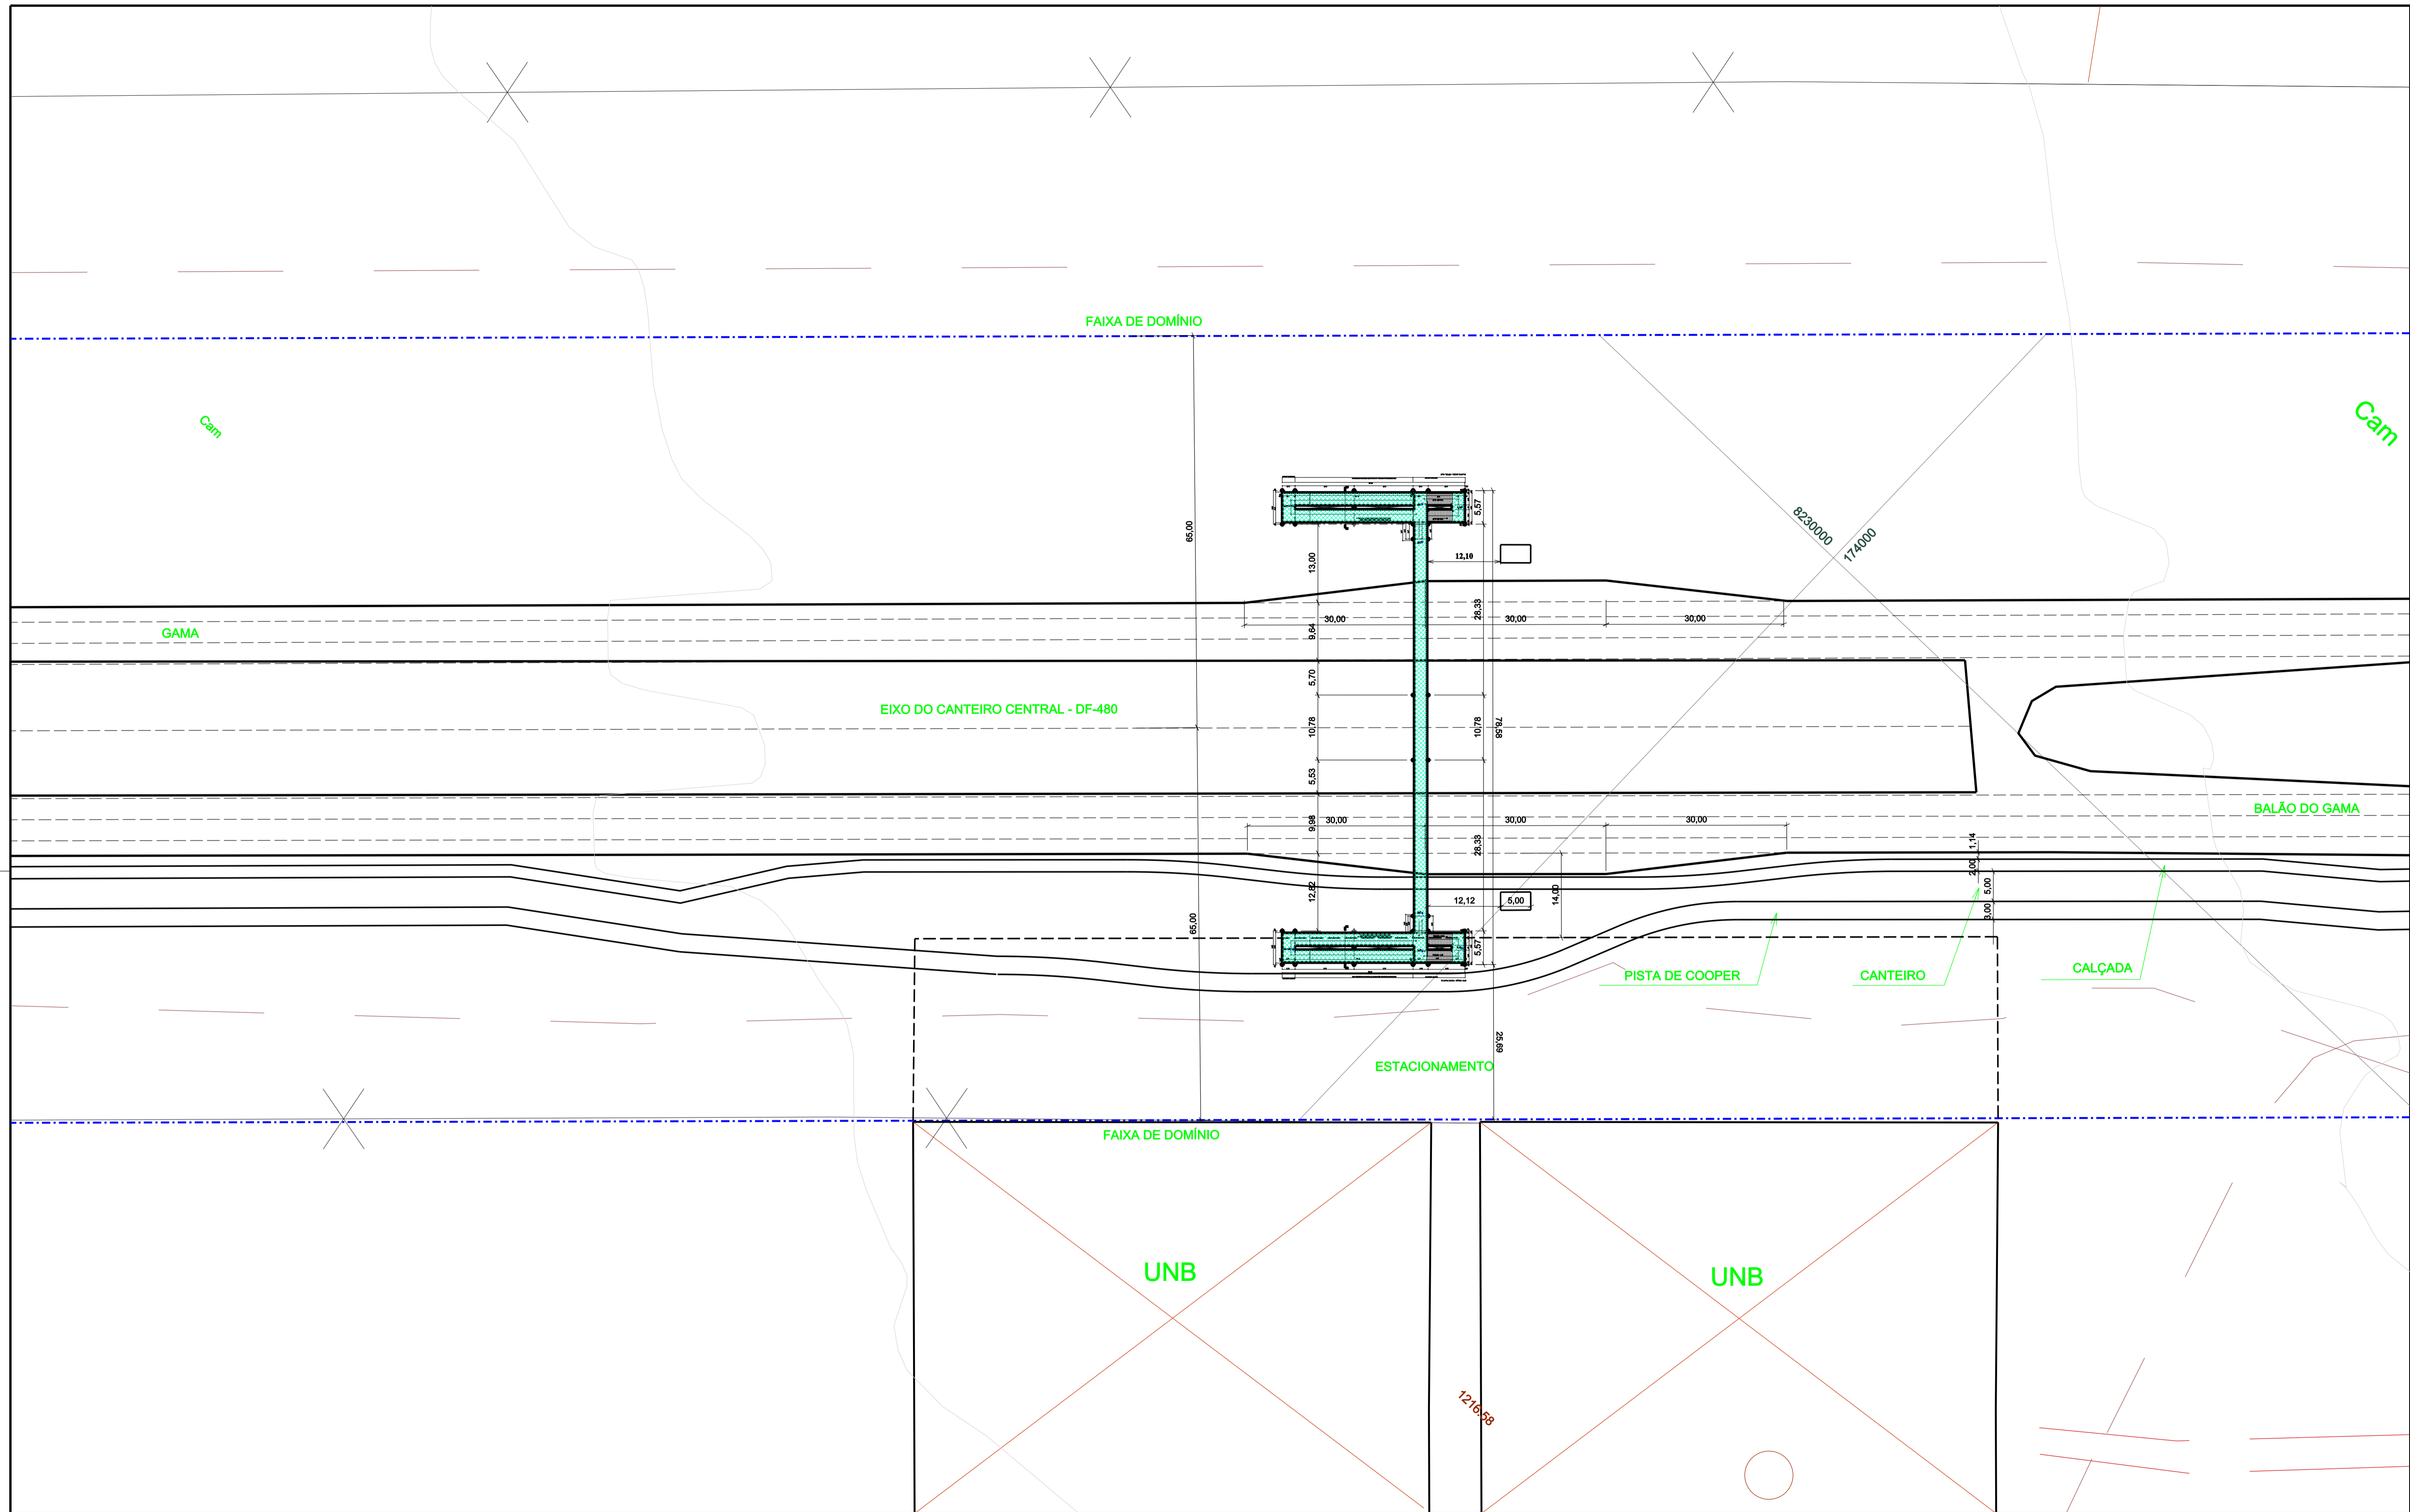 FAIXA DE DOMÍNIO
Cam
Cam
65,00
5,57
8230000
174000
13,00
12,10
28,33
30,00
30,00
30,00
GAMA
9,64
5,70
EIXO DO CANTEIRO CENTRAL - DF-480
10,78
10,78
78,58
5,53
BALÃO DO GAMA
9,98
30,00
30,00
30,00
28,33
1,14
2,00
5,00
3,00
12,82
12,12
5,00
14,00
65,00
5,57
PISTA DE COOPER
CANTEIRO
CALÇADA
25,69
ESTACIONAMENTO
FAIXA DE DOMÍNIO
UNB
UNB
1216.58